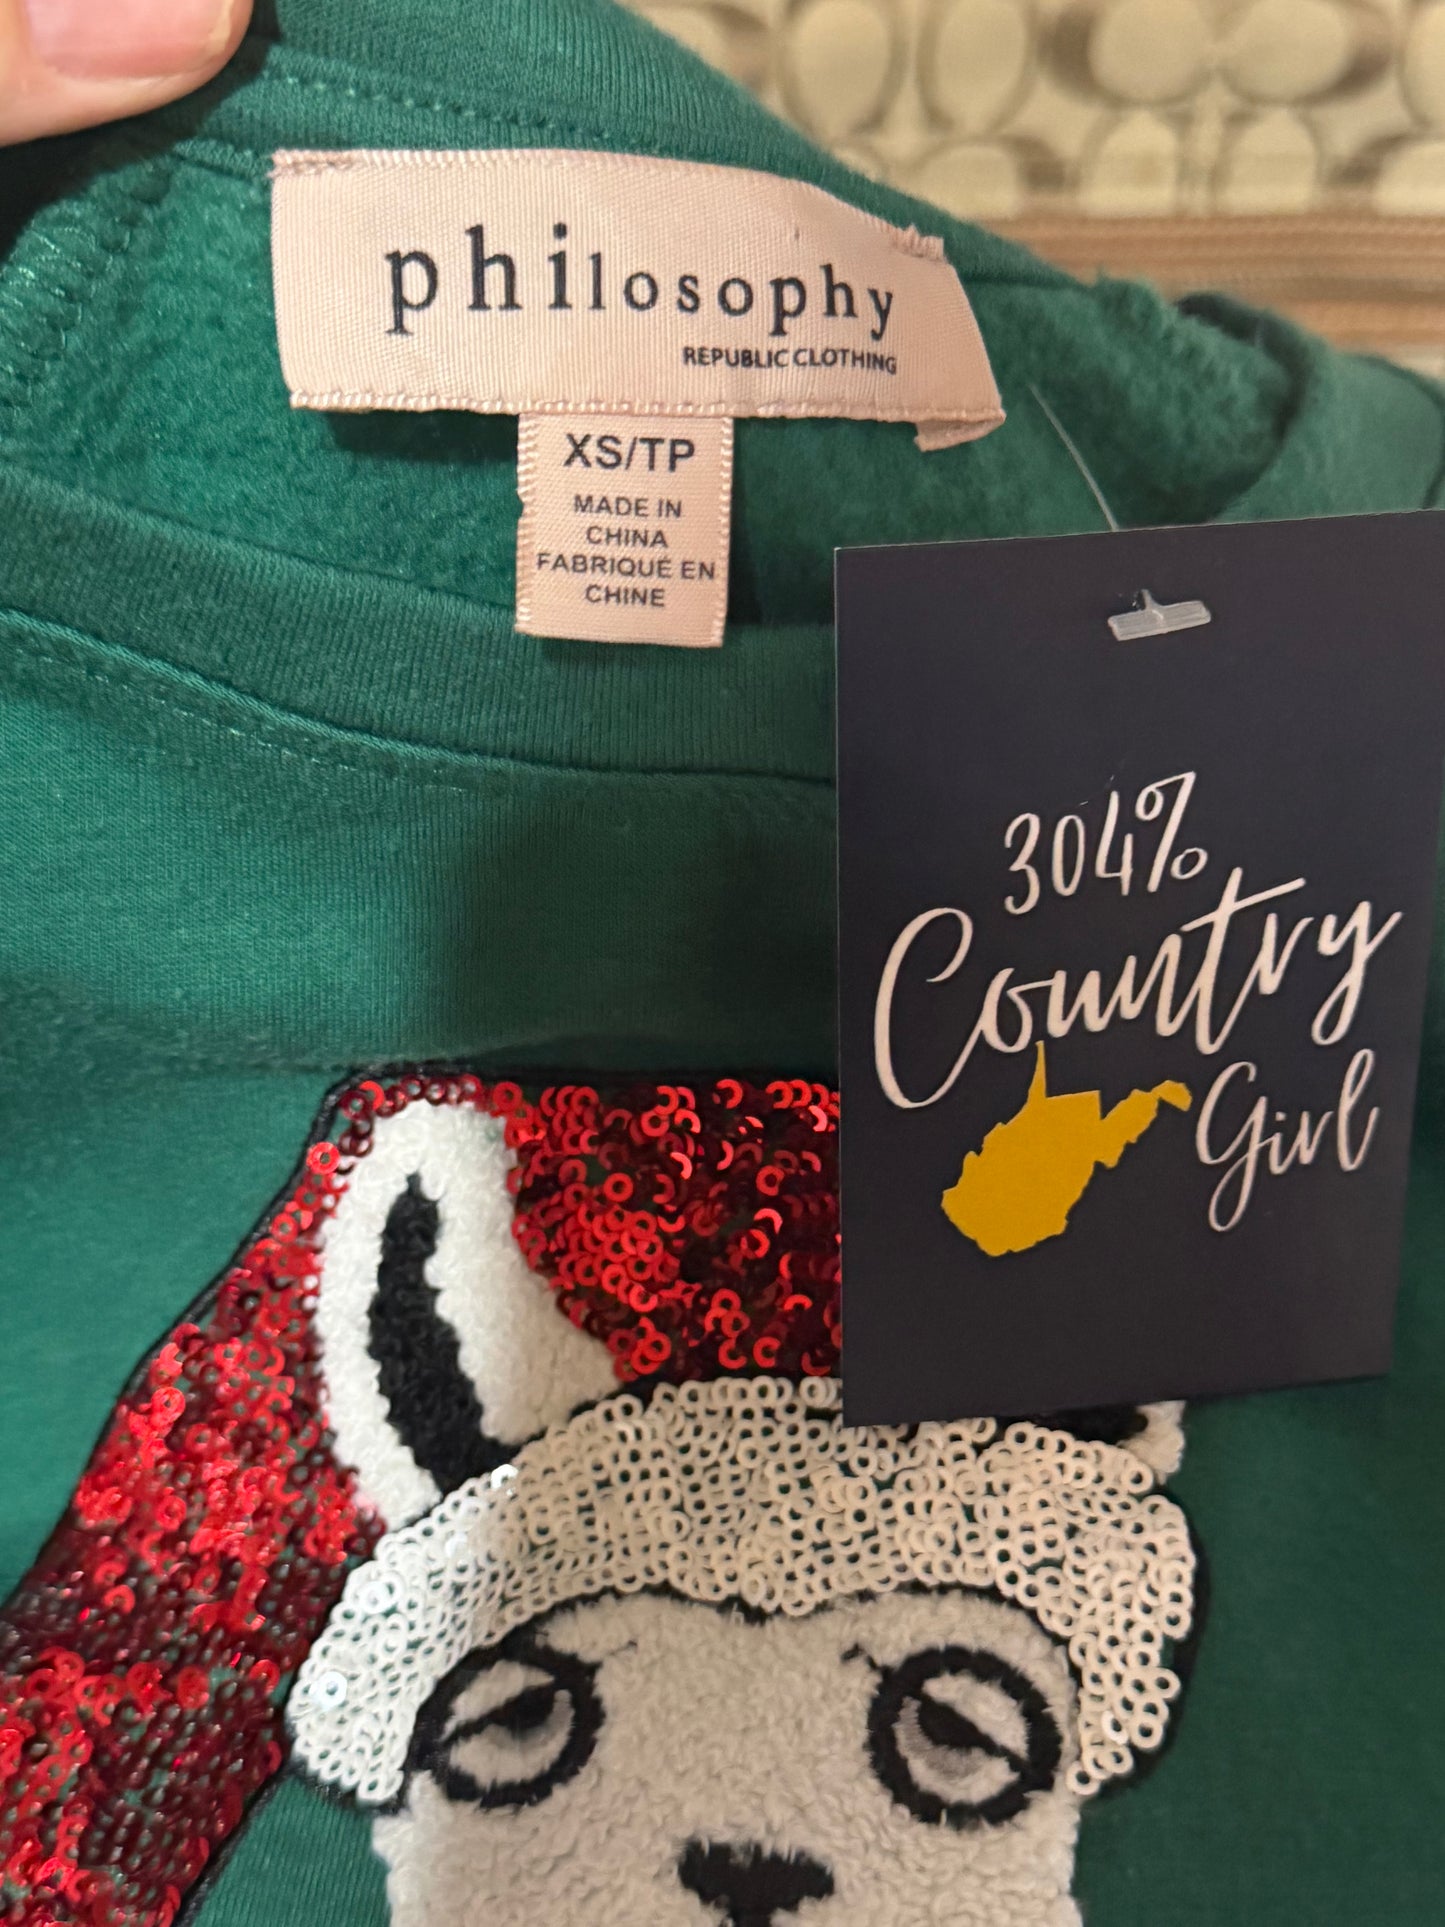 philosophy
REPUBLIC CLOTHING
XS/TP
MADE IN
CHINA
FABRIQUÉ EN
CHINE
304%
Country
Girl